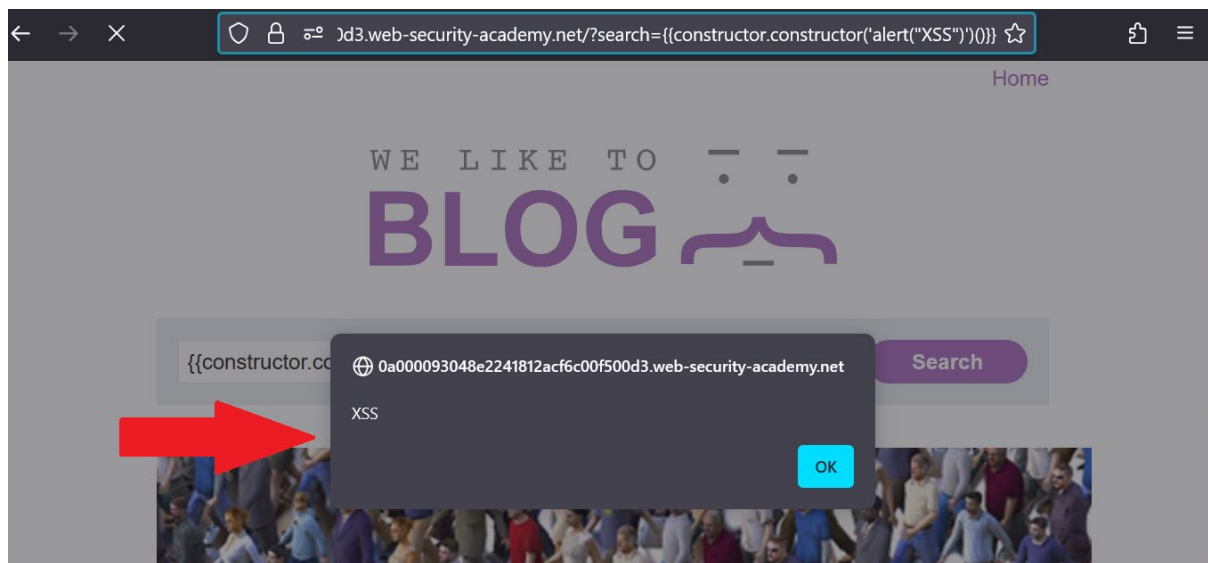 )d3.web-security-academy.net/?search={{constructor.constructor('alert("XSS")')()}}
Home
WE LIKE TO
BLOG
{{constructor.co
Search
0a000093048e2241812acf6c00f500d3.web-security-academy.net
XSS
OK